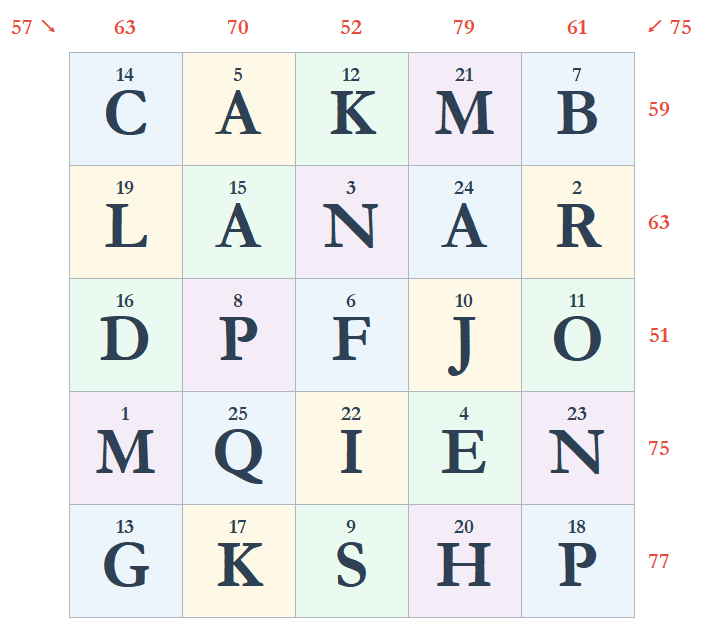 57 ↘ 63 70 52 79 61 ↙ 75
14 5 12 21 7
C A K M B 59
19 15 3 24 2
L A N A R 63
16 8 6 10 11
D P F J O 51
1 25 22 4 23
M Q I E N 75
13 17 9 20 18
G K S H P 77